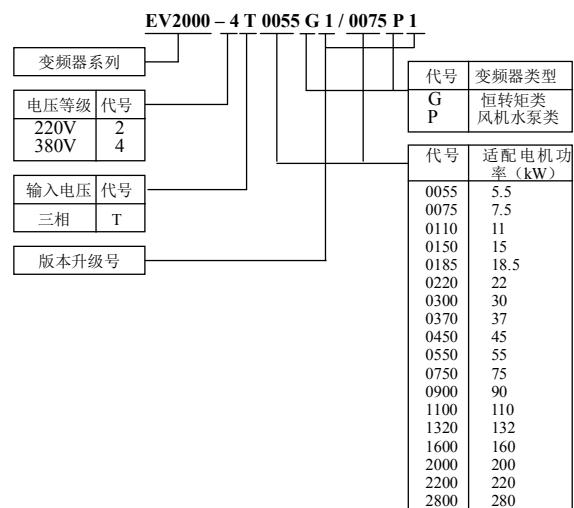 EV2000 – 4 T 0055 G 1 / 0075 P 1
变频器系列
电压等级 代号
220V 2
380V 4
输入电压 代号
三相 T
版本升级号
代号 变频器类型
G 恒转矩类
P 风机水泵类
代号 适配电机功
率（kW）
0055 5.5
0075 7.5
0110 11
0150 15
0185 18.5
0220 22
0300 30
0370 37
0450 45
0550 55
0750 75
0900 90
1100 110
1320 132
1600 160
2000 200
2200 220
2800 280